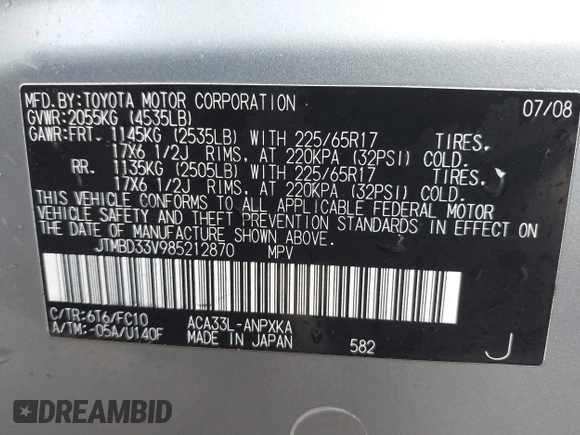 MFD.BY:TOYOTA MOTOR CORPORATION 07/08
GVWR:2055KG (4535LB)
GAWR:FRT. 1145KG (2535LB) WITH 225/65R17 TIRES,
17X6 1/2J RIMS, AT 220KPA (32PSI) COLD.
RR. 1135KG (2505LB) WITH 225/65R17 TIRES,
17X6 1/2J RIMS, AT 220KPA (32PSI) COLD.
THIS VEHICLE CONFORMS TO ALL APPLICABLE FEDERAL MOTOR
VEHICLE SAFETY AND THEFT PREVENTION STANDARDS IN EFFECT ON
THE DATE OF MANUFACTURE SHOWN ABOVE.
JTMBD33V985212870 MPV
C/TR:6T6/FC10 ACA33L-ANPXKA
A/TM:-05A/U140F MADE IN JAPAN 582 J
DREAMBID